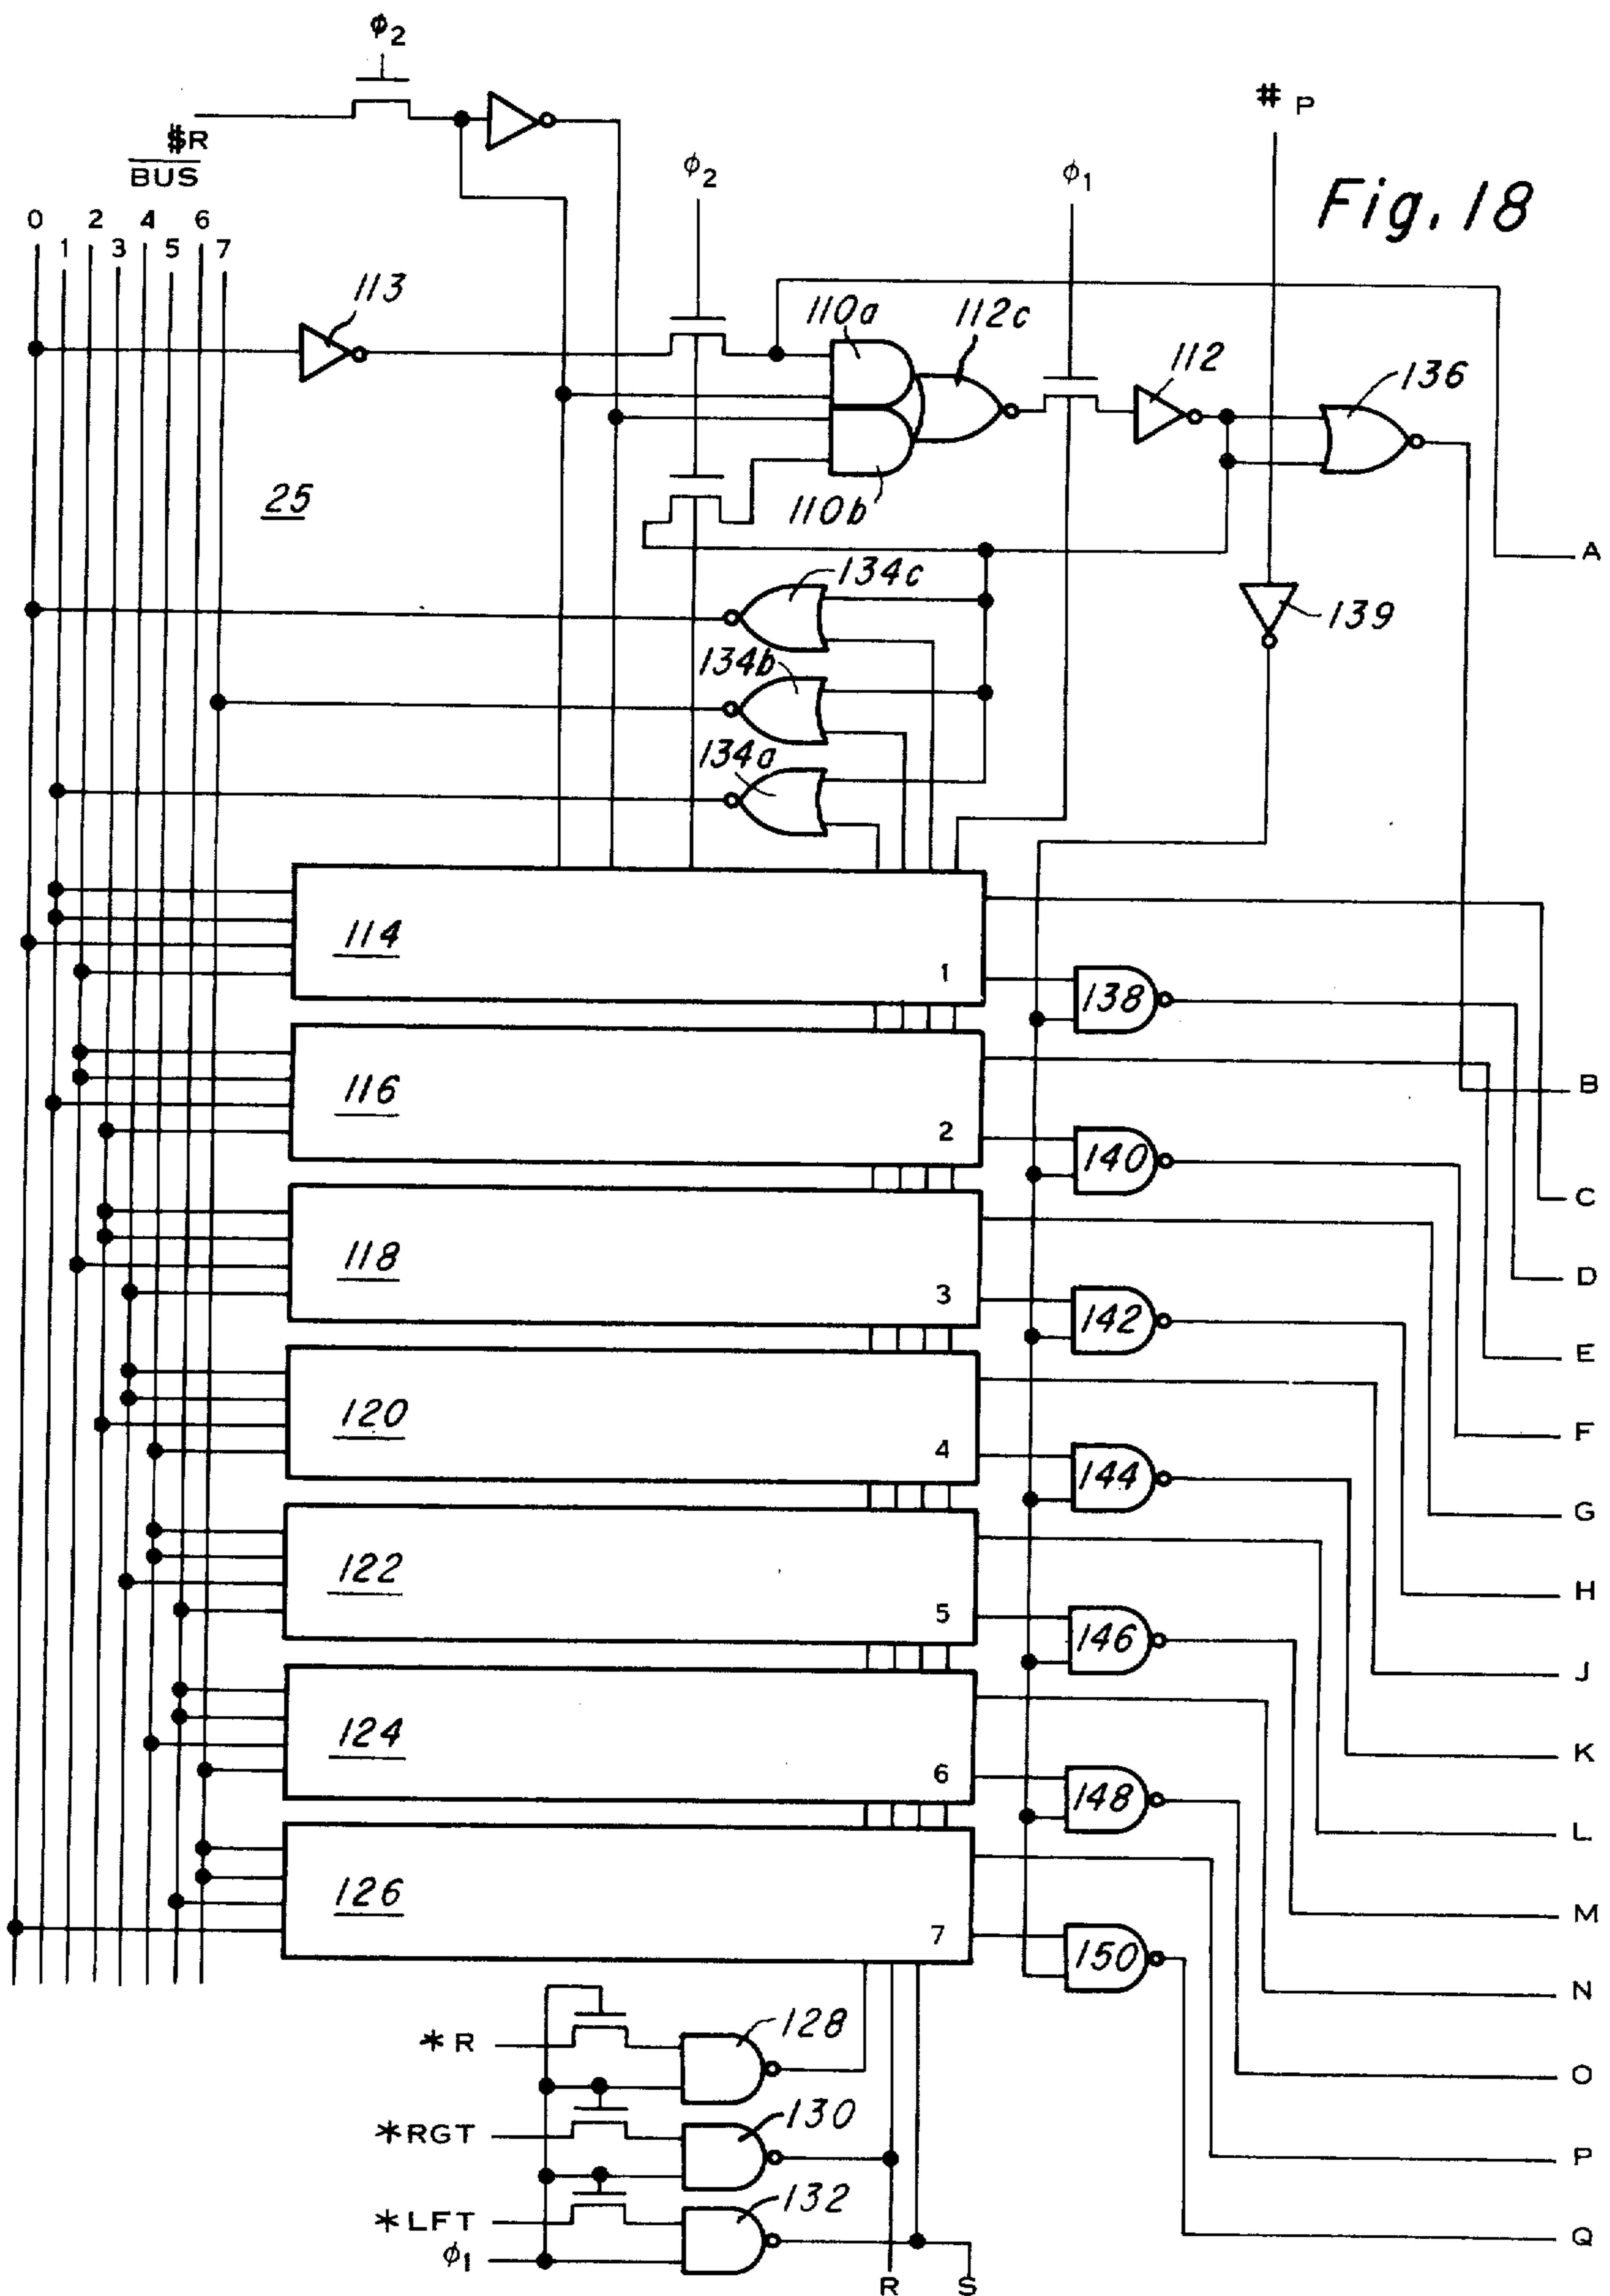 ϕ2
# P
$R
BUS
ϕ2
ϕ1
Fig. 18
0 2 4 6
1 3 5 7
113
110a
112c
112
136
25
110b
A
134c
139
134b
134a
114
1
138
116
2
B
140
C
118
3
D
142
E
120
4
F
144
G
122
5
H
146
J
124
6
K
148
L
126
7
M
150
N
*R
128
O
*RGT
130
P
*LFT
132
ϕ1
Q
R S